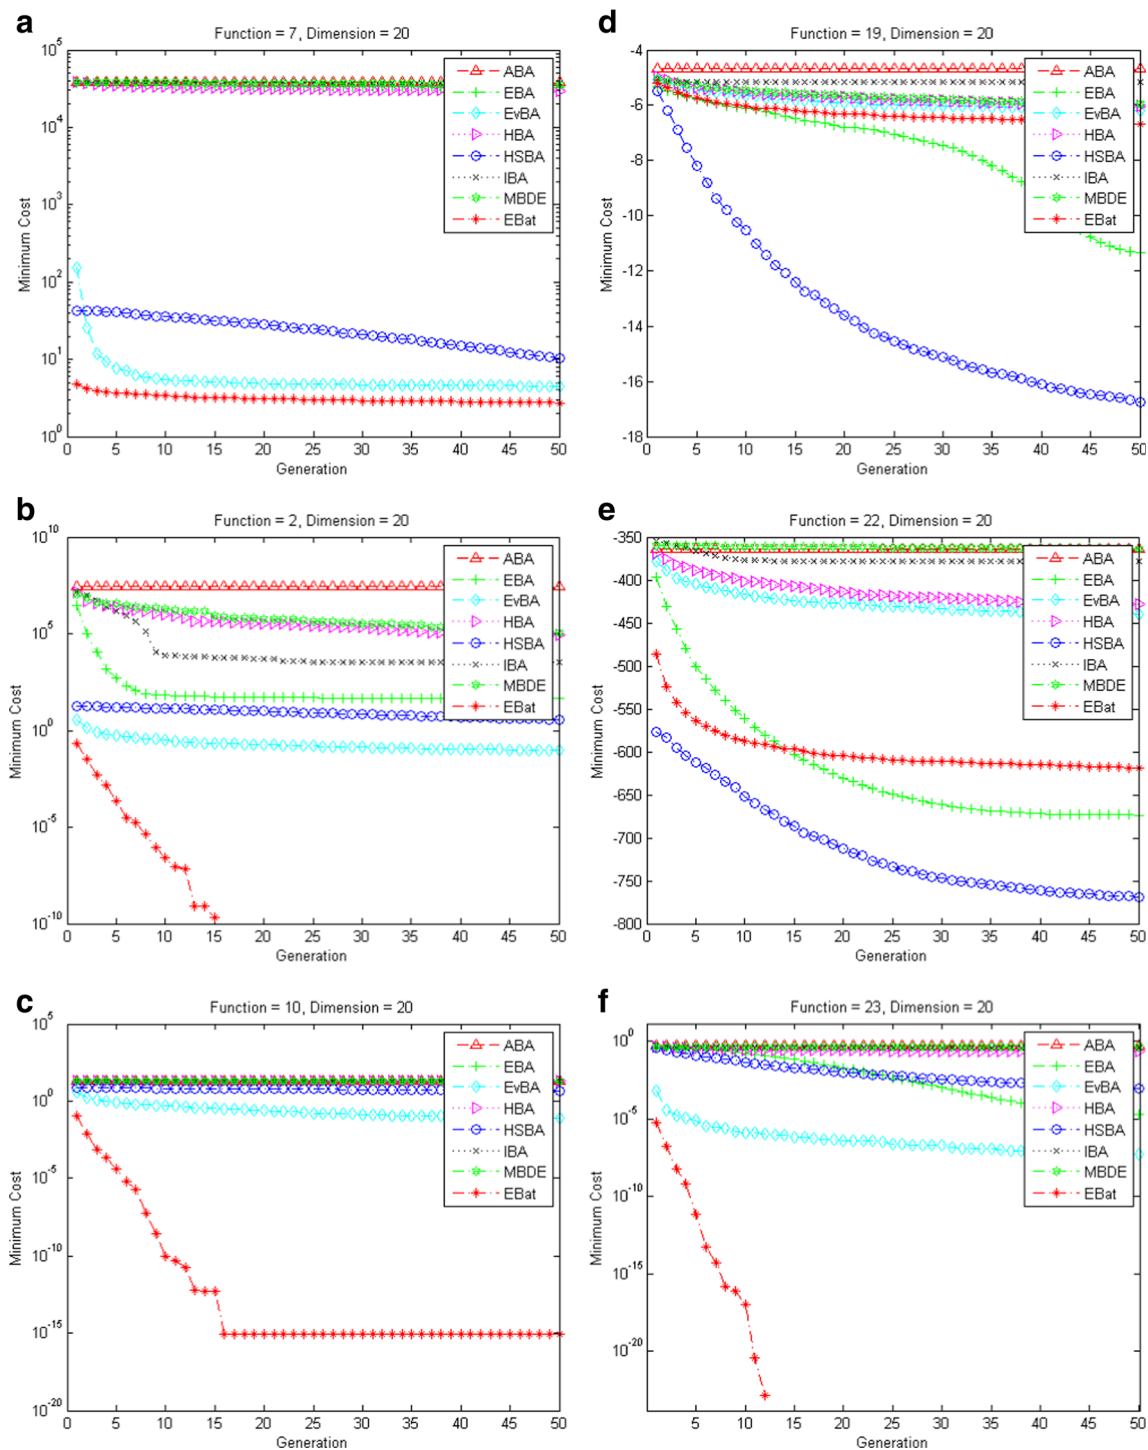 a
Function = 7, Dimension = 20
Minimum Cost
10^5
10^4
10^3
10^2
10^1
10^0
0 5 10 15 20 25 30 35 40 45 50
Generation
ABA
EBA
EvBA
HBA
HSBA
IBA
MBDE
EBat
d
Function = 19, Dimension = 20
Minimum Cost
-4
-6
-8
-10
-12
-14
-16
-18
0 5 10 15 20 25 30 35 40 45 50
Generation
ABA
EBA
EvBA
HBA
HSBA
IBA
MBDE
EBat
b
Function = 2, Dimension = 20
Minimum Cost
10^10
10^5
10^0
10^-5
10^-10
0 5 10 15 20 25 30 35 40 45 50
Generation
ABA
EBA
EvBA
HBA
HSBA
IBA
MBDE
EBat
e
Function = 22, Dimension = 20
Minimum Cost
-350
-400
-450
-500
-550
-600
-650
-700
-750
-800
0 5 10 15 20 25 30 35 40 45 50
Generation
ABA
EBA
EvBA
HBA
HSBA
IBA
MBDE
EBat
c
Function = 10, Dimension = 20
Minimum Cost
10^5
10^0
10^-5
10^-10
10^-15
10^-20
0 5 10 15 20 25 30 35 40 45 50
Generation
ABA
EBA
EvBA
HBA
HSBA
IBA
MBDE
EBat
f
Function = 23, Dimension = 20
Minimum Cost
10^0
10^-5
10^-10
10^-15
10^-20
0 5 10 15 20 25 30 35 40 45 50
Generation
ABA
EBA
EvBA
HBA
HSBA
IBA
MBDE
EBat